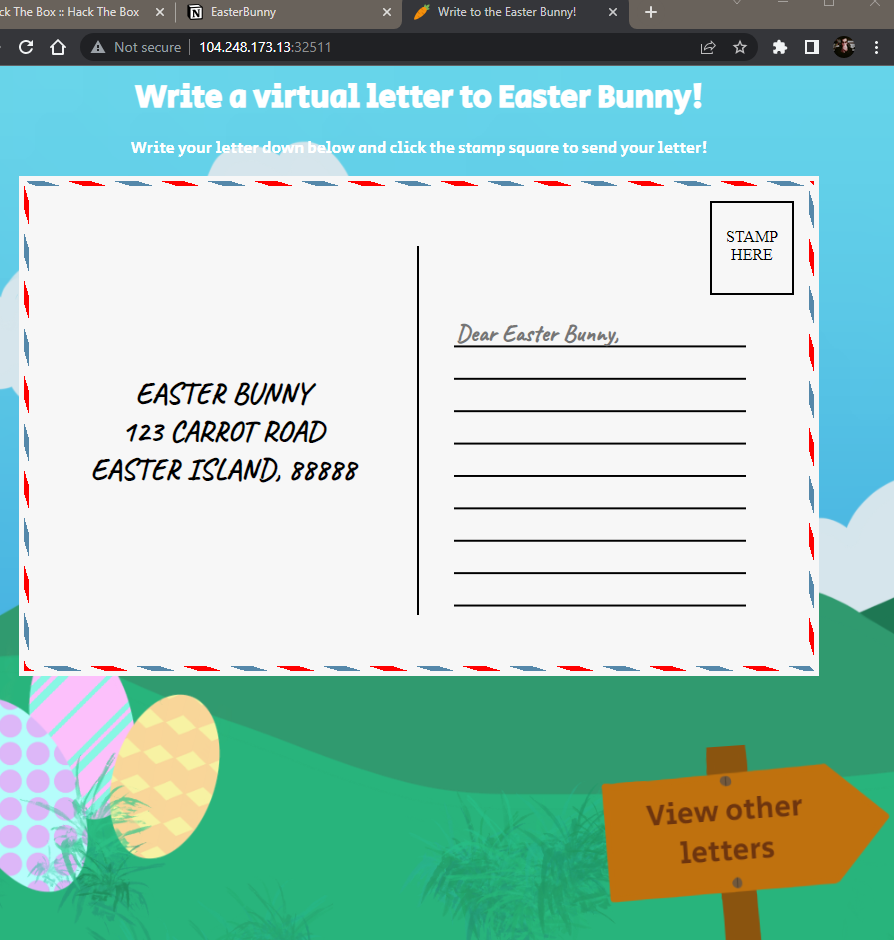 ck The Box :: Hack The Box
EasterBunny
Write to the Easter Bunny!
Not secure
104.248.173.13:32511
Write a virtual letter to Easter Bunny!
Write your letter down below and click the stamp square to send your letter!
STAMP
HERE
Dear Easter Bunny,
EASTER BUNNY
123 CARROT ROAD
EASTER ISLAND, 88888
View other
letters